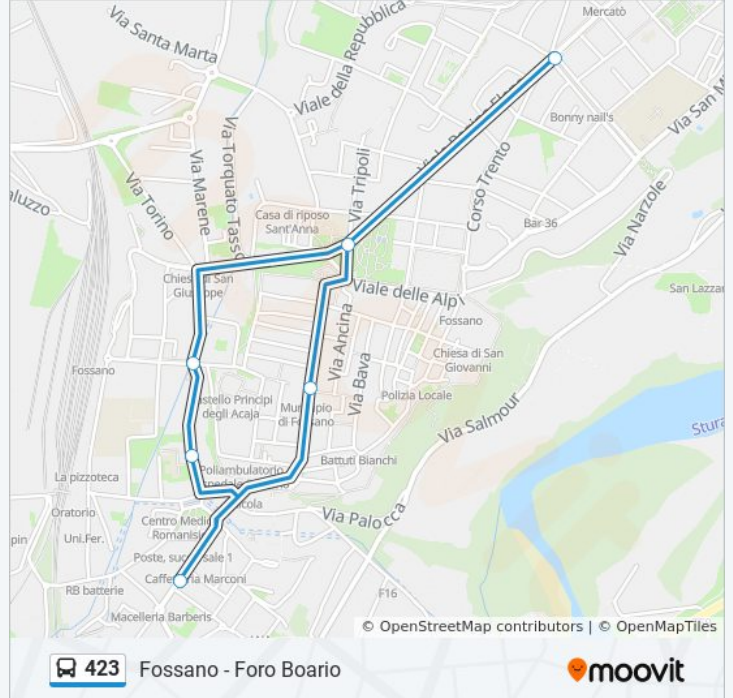 Mercatò
Via Santa Marta
Viale della Repubblica
Bonny nail's
Via San M
Via Torquato Tasso
Via Marene
Via Tripoli
Corso Trento
Via Torino
aluzzo
Via Narzole
Casa di riposo
Sant'Anna
Bar 36
Chiesa di San
Giuseppe
Viale delle Alpi
San Lazzar
Fossano
Via Ancina
Chiesa di San
Giovanni
Fossano
Via Bava
Polizia Locale
astello Principi
degli Acaja
Municipio
di Fossano
Via Salmour
Stura
Battuti Bianchi
Poliambulatorio
La pizzoteca
Oratorio
Via Palocca
Centro Medic
Romanisi
Uni.Fer.
pin
Poste, succursale 1
Caffetteria Marconi
RB batterie
F16
Macelleria Barberis
© OpenStreetMap contributors | © OpenMapTiles
423 Fossano - Foro Boario
moovit